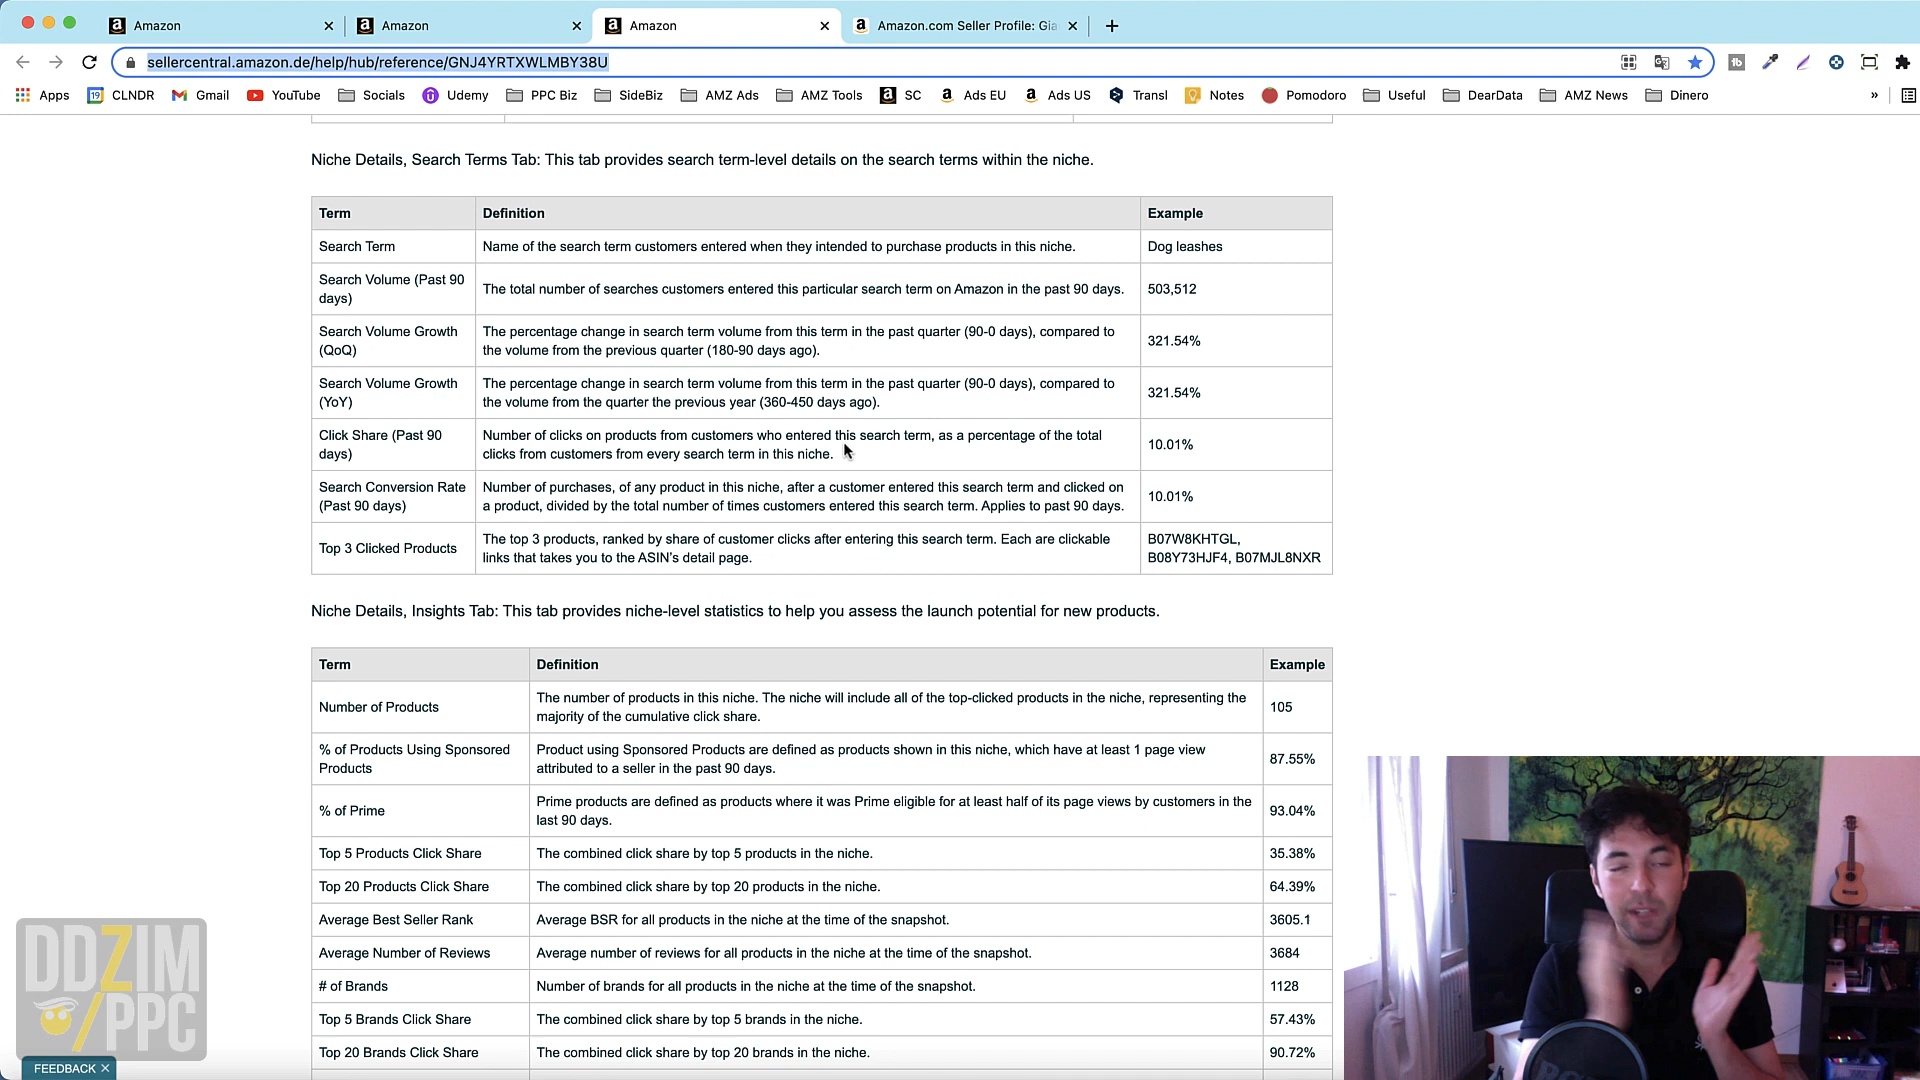 Amazon
Amazon
Amazon
Amazon.com Seller Profile: Gia
sellercentral.amazon.de/help/hub/reference/GNJ4YRTXWLMBY38U
Apps
CLNDR
Gmail
YouTube
Socials
Udemy
PPC Biz
SideBiz
AMZ Ads
AMZ Tools
SC
Ads EU
Ads US
Transl
Notes
Pomodoro
Useful
DearData
AMZ News
Dinero
»
Niche Details, Search Terms Tab: This tab provides search term-level details on the search terms within the niche.
Term Definition Example
Search Term Name of the search term customers entered when they intended to purchase products in this niche. Dog leashes
Search Volume (Past 90
days)
The total number of searches customers entered this particular search term on Amazon in the past 90 days.
503,512
Search Volume Growth
(QoQ)
The percentage change in search term volume from this term in the past quarter (90-0 days), compared to
the volume from the previous quarter (180-90 days ago).
321.54%
Search Volume Growth
(YoY)
The percentage change in search term volume from this term in the past quarter (90-0 days), compared to
the volume from the quarter the previous year (360-450 days ago).
321.54%
Click Share (Past 90
days)
Number of clicks on products from customers who entered this search term, as a percentage of the total
clicks from customers from every search term in this niche.
10.01%
Search Conversion Rate
(Past 90 days)
Number of purchases, of any product in this niche, after a customer entered this search term and clicked on
a product, divided by the total number of times customers entered this search term. Applies to past 90 days.
10.01%
Top 3 Clicked Products
The top 3 products, ranked by share of customer clicks after entering this search term. Each are clickable
links that takes you to the ASIN's detail page.
B07W8KHTGL,
B08Y73HJF4, B07MJL8NXR
Niche Details, Insights Tab: This tab provides niche-level statistics to help you assess the launch potential for new products.
Term Definition Example
Number of Products
The number of products in this niche. The niche will include all of the top-clicked products in the niche, representing the
majority of the cumulative click share.
105
% of Products Using Sponsored
Products
Product using Sponsored Products are defined as products shown in this niche, which have at least 1 page view
attributed to a seller in the past 90 days.
87.55%
% of Prime
Prime products are defined as products where it was Prime eligible for at least half of its page views by customers in the
last 90 days.
93.04%
Top 5 Products Click Share The combined click share by top 5 products in the niche. 35.38%
Top 20 Products Click Share The combined click share by top 20 products in the niche. 64.39%
Average Best Seller Rank Average BSR for all products in the niche at the time of the snapshot. 3605.1
Average Number of Reviews Average number of reviews for all products in the niche at the time of the snapshot. 3684
# of Brands Number of brands for all products in the niche at the time of the snapshot. 1128
Top 5 Brands Click Share The combined click share by top 5 brands in the niche. 57.43%
Top 20 Brands Click Share The combined click share by top 20 brands in the niche. 90.72%
DDZIM
/PPC
FEEDBACK